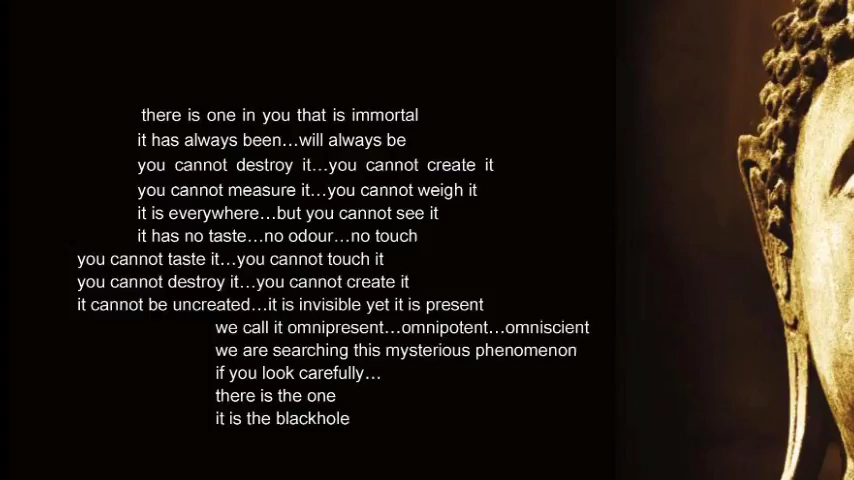 there is one in you that is immortal
it has always been...will always be
you cannot destroy it...you cannot create it
you cannot measure it...you cannot weigh it
it is everywhere...but you cannot see it
it has no taste...no odour...no touch
you cannot taste it...you cannot touch it
you cannot destroy it...you cannot create it
it cannot be uncreated...it is invisible yet it is present
we call it omnipresent...omnipotent...omniscient
we are searching this mysterious phenomenon
if you look carefully...
there is the one
it is the blackhole